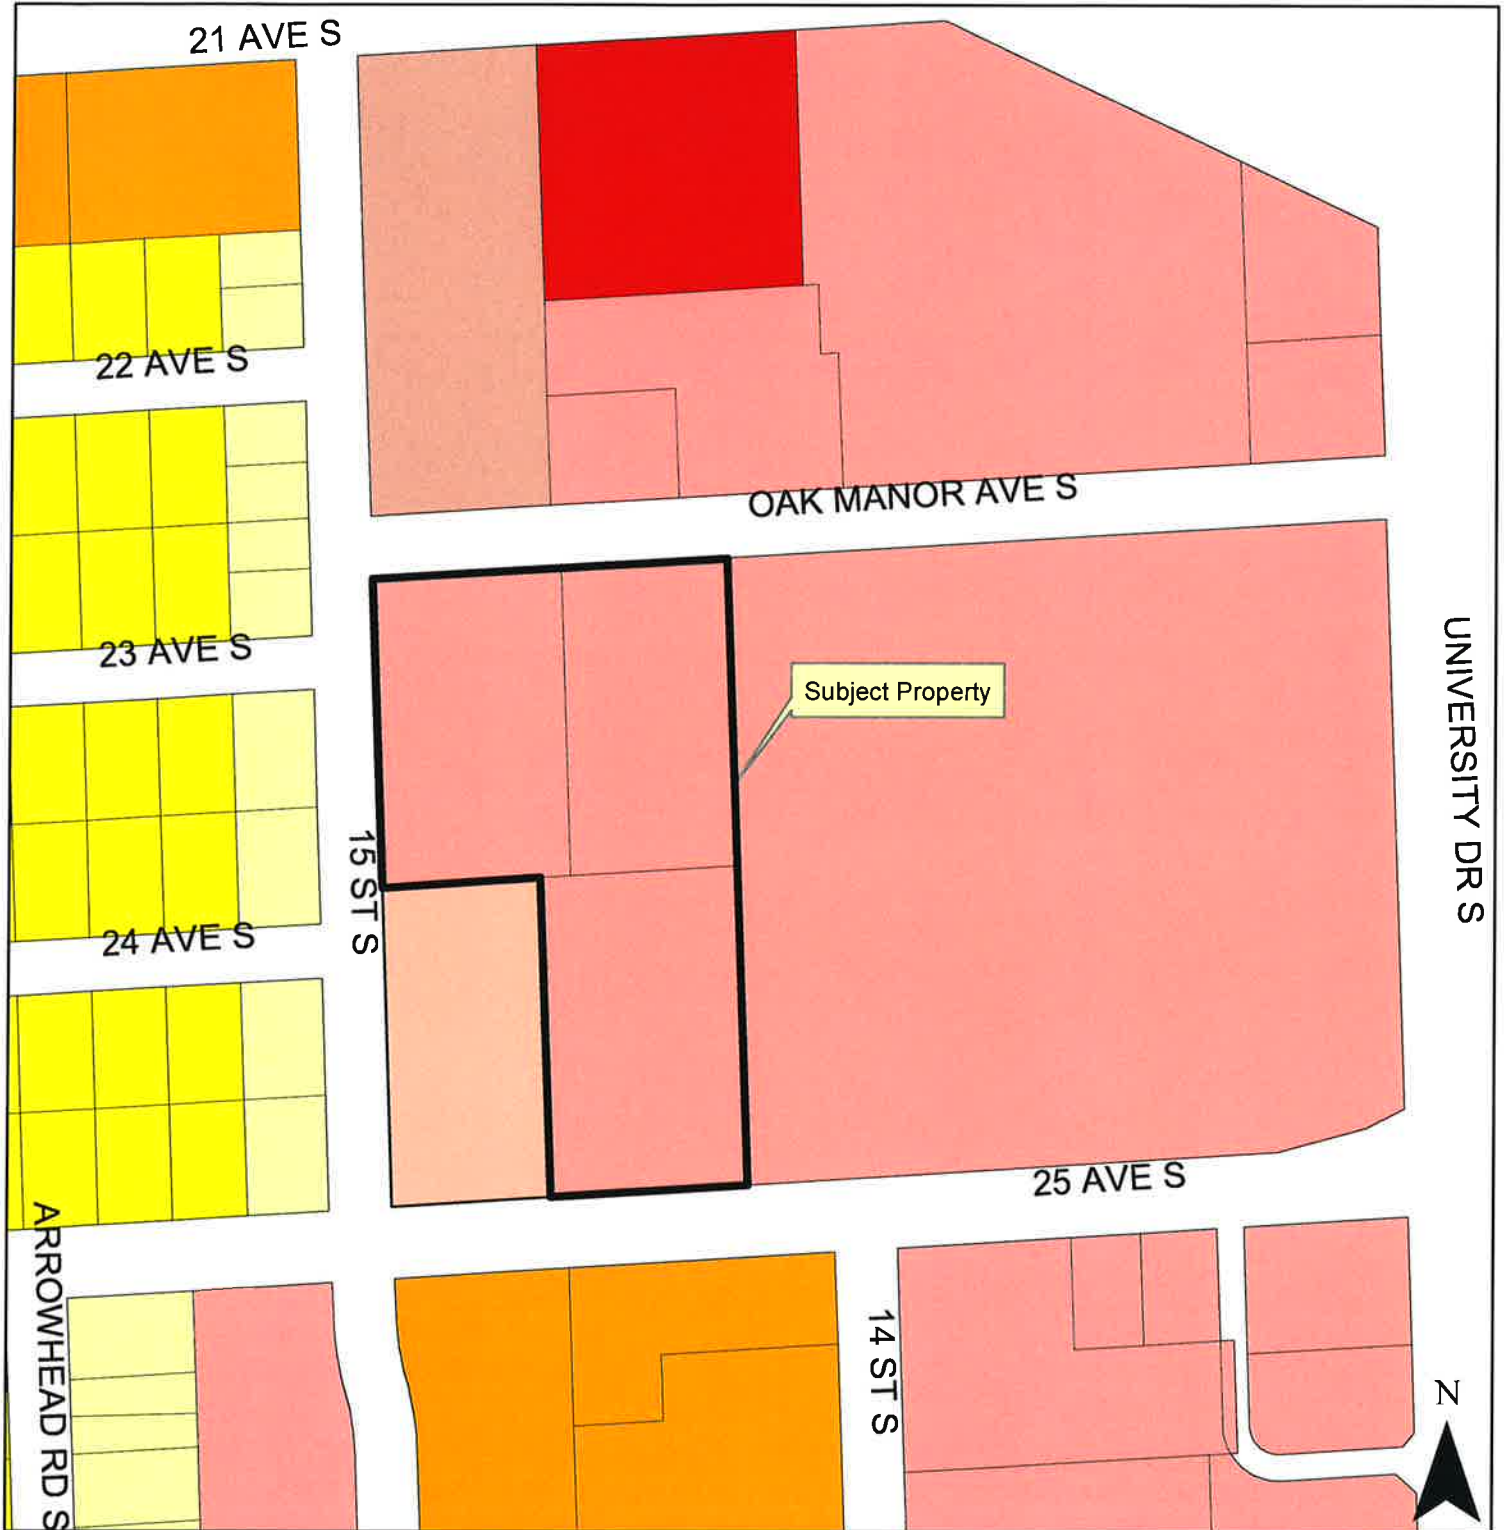 21 AVE S
22 AVE S
OAK MANOR AVE S
23 AVE S
UNIVERSITY DR S
Subject Property
15 ST S
24 AVE S
25 AVE S
ARROWHEAD RD S
14 ST S
N